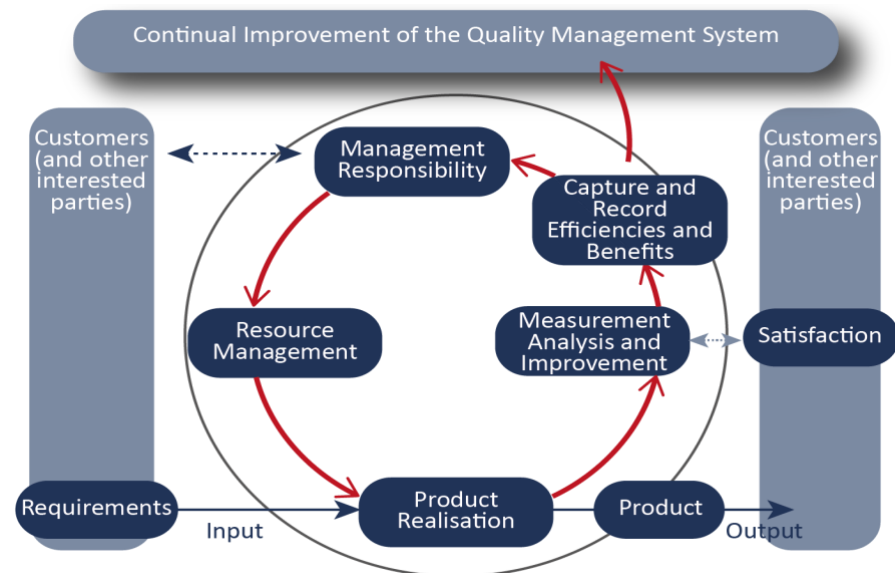 Continual Improvement of the Quality Management System
Customers
(and other
interested
parties)
Management
Responsibility
Capture and
Record
Efficiencies and
Benefits
Customers
(and other
interested
parties)
Resource
Management
Measurement
Analysis and
Improvement
Satisfaction
Requirements
Input
Product
Realisation
Product
Output